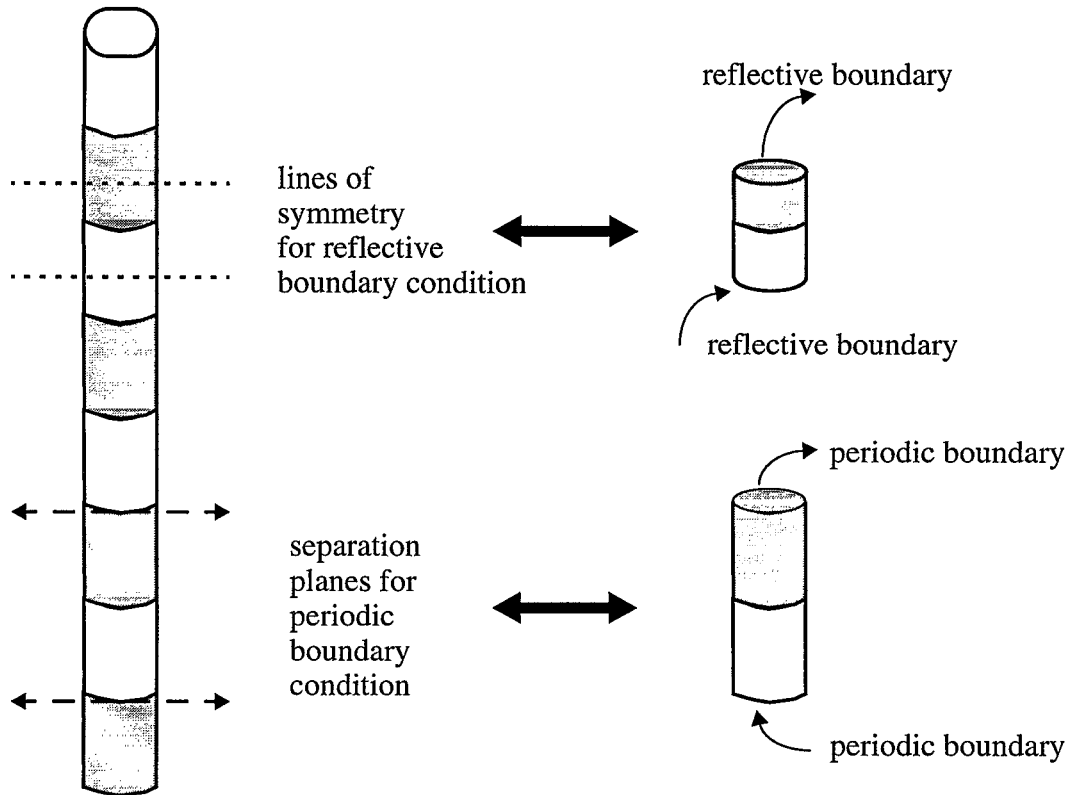 reflective boundary
lines of
symmetry
for reflective
boundary condition
reflective boundary
periodic boundary
separation
planes for
periodic
boundary
condition
periodic boundary